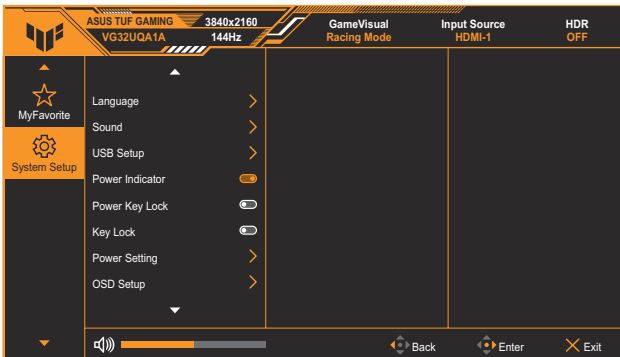 ASUS TUF GAMING 3840x2160
VG32UQA1A 144Hz
GameVisual
Racing Mode
Input Source
HDMI-1
HDR
OFF
MyFavorite
System Setup
Language
Sound
USB Setup
Power Indicator
Power Key Lock
Key Lock
Power Setting
OSD Setup
Back Enter Exit